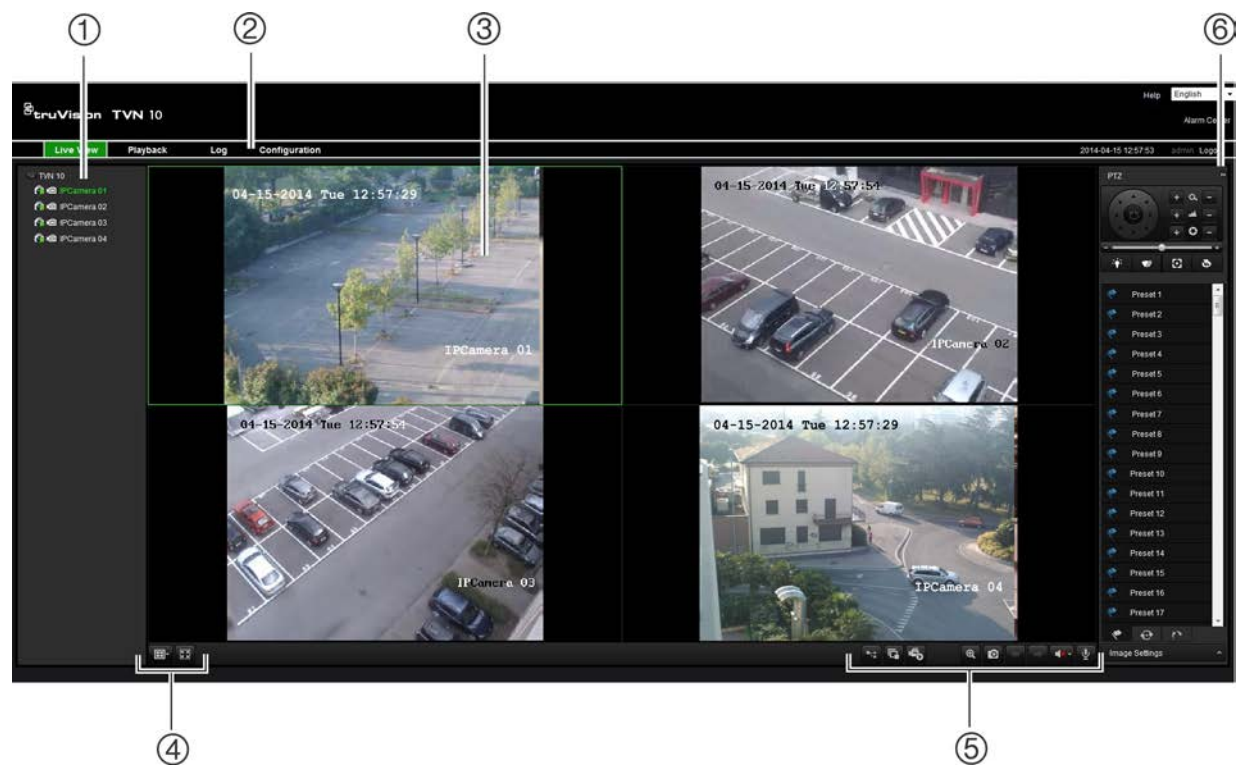 ① ② ③ ⑥
truVision TVN 10
Help English
Alarm Center
Live View Playback Log Configuration
2014-04-15 12:57:53 admin Logout
TVN 10
IPCamera 01
IPCamera 02
IPCamera 03
IPCamera 04
04-15-2014 Tue 12:57:29
IPCamera 01
04-15-2014 Tue 12:57:54
IPCamera 02
04-15-2014 Tue 12:57:54
IPCamera 03
04-15-2014 Tue 12:57:29
IPCamera 04
PTZ
Preset 1
Preset 2
Preset 3
Preset 4
Preset 5
Preset 6
Preset 7
Preset 8
Preset 9
Preset 10
Preset 11
Preset 12
Preset 13
Preset 14
Preset 15
Preset 16
Preset 17
Image Settings
④ ⑤